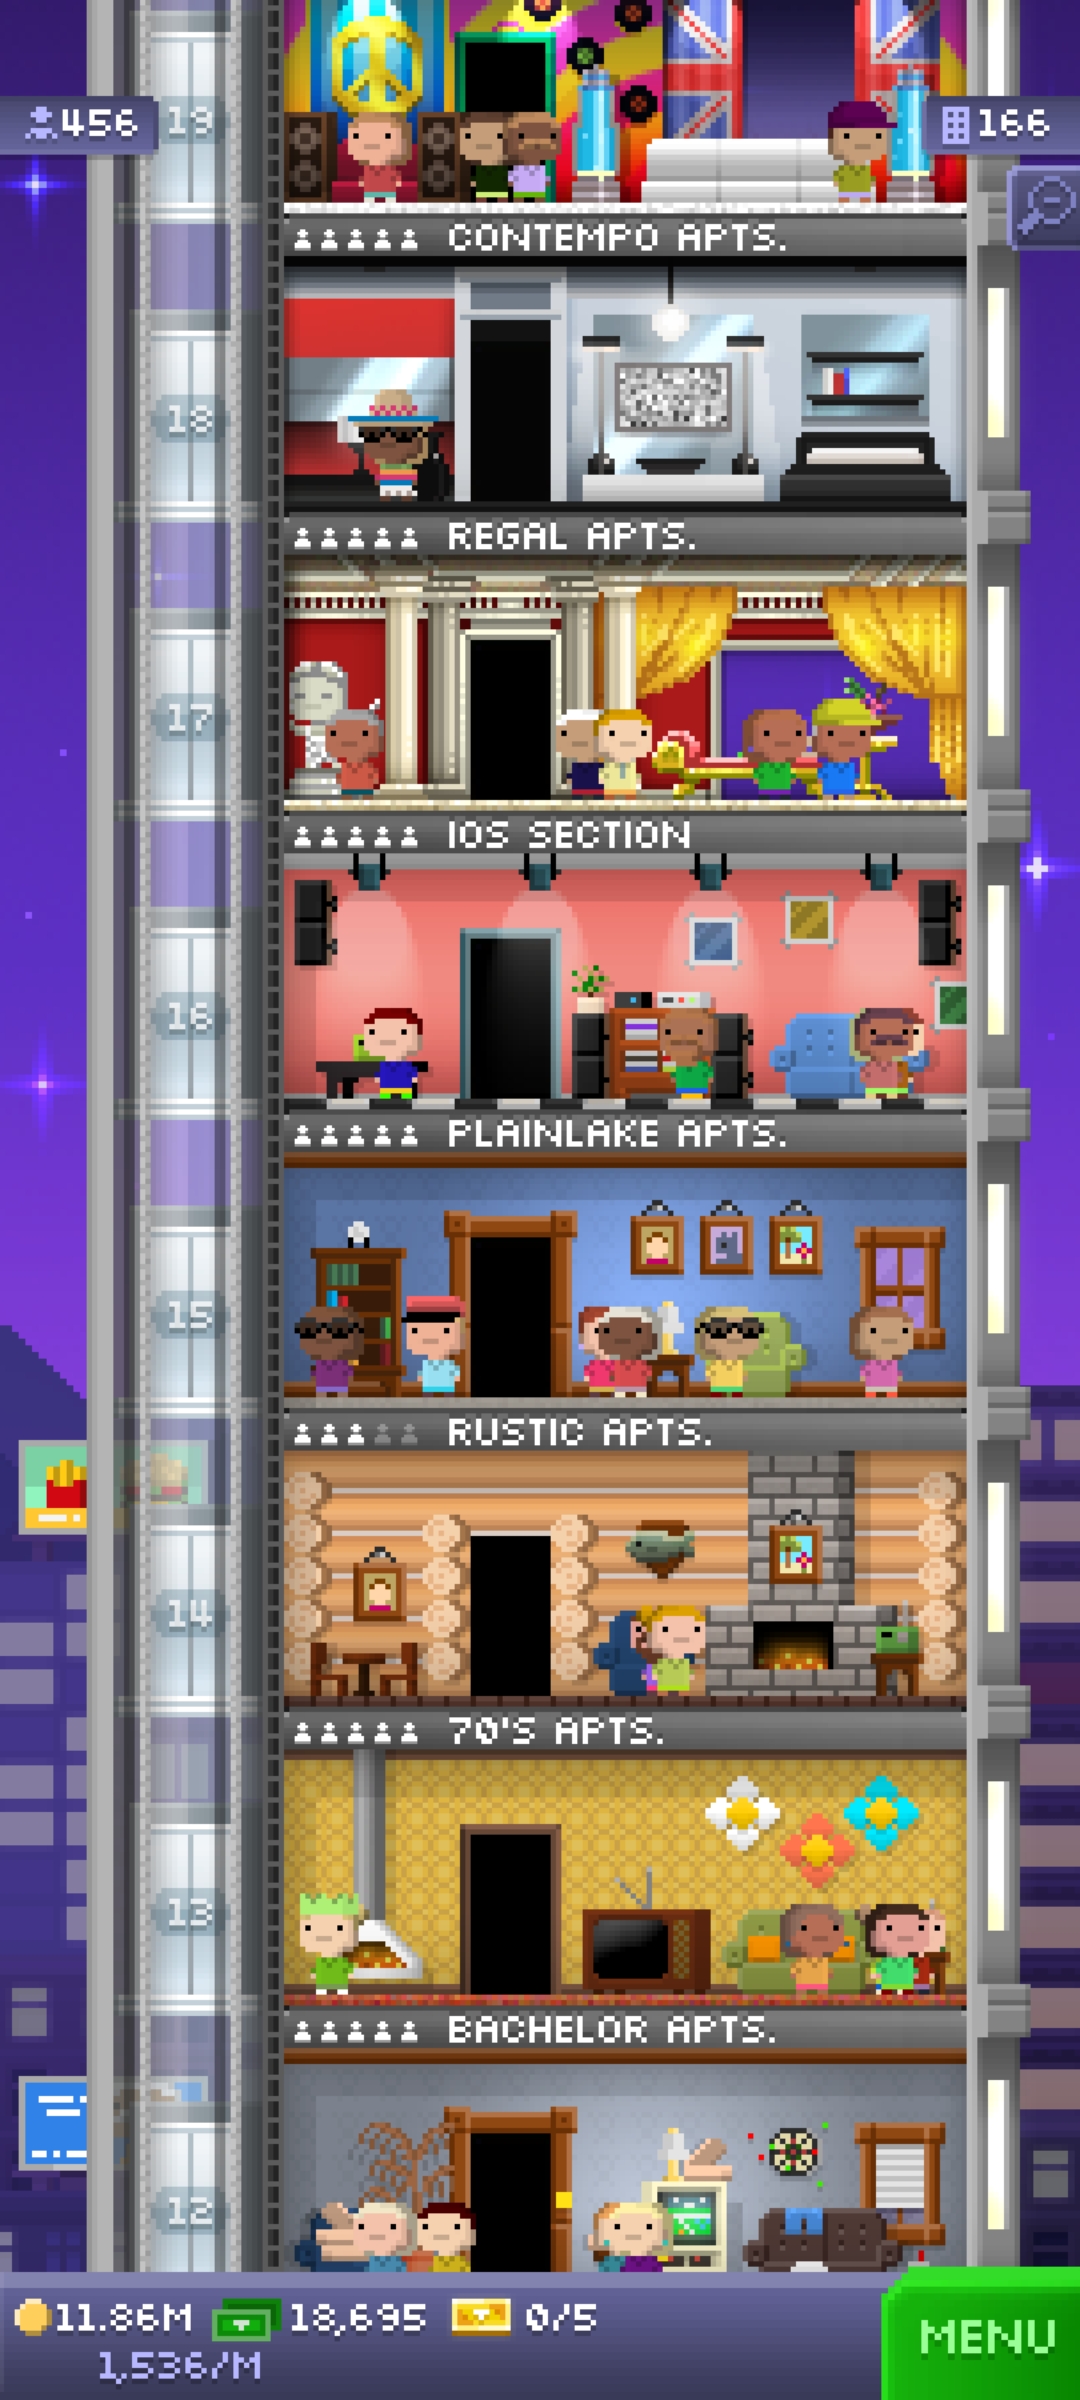 19
456
166
CONTEMPO APTS.
18
REGAL APTS.
17
IOS SECTION
16
PLAINLAKE APTS.
15
RUSTIC APTS.
14
70'S APTS.
13
BACHELOR APTS.
12
11.86M 18,695 0/5
1,536/M
MENU